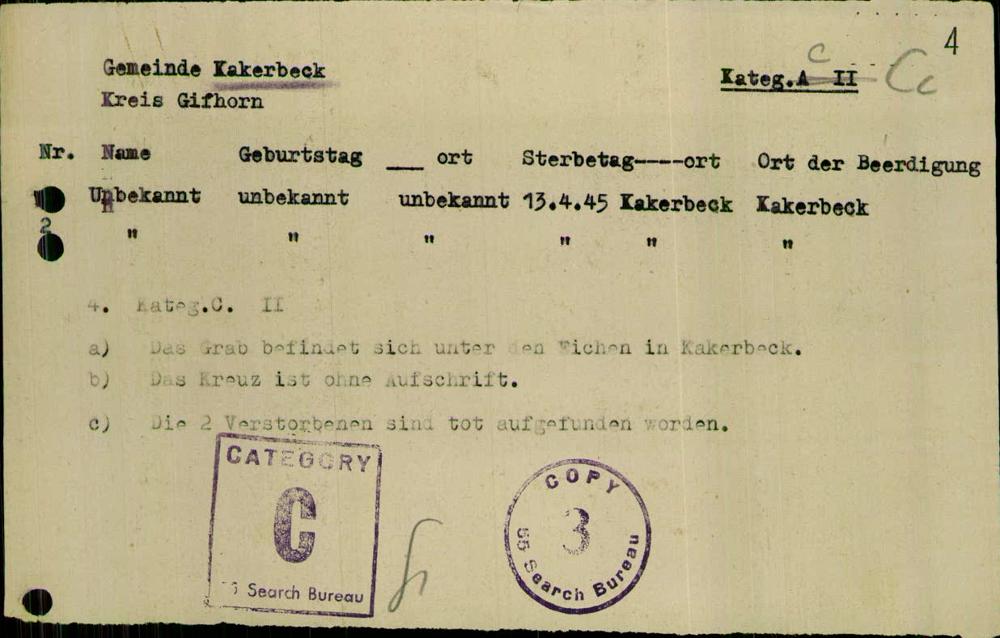 4
Gemeinde Kakerbeck
Kateg.A II
C
Kreis Gifhorn
Nr. Name Geburtstag ___ ort Sterbetag----ort Ort der Beerdigung
Unbekannt unbekannt unbekannt 13.4.45 Kakerbeck Kakerbeck
2 " " " " " "
4. Kateg.C. II
a) Das Grab befindet sich unter den Eichen in Kakerbeck.
b) Das Kreuz ist ohne Aufschrift.
c) Die 2 Verstorbenen sind tot aufgefunden worden.
CATEGORY
C
Search Bureau
COPY
3
55 Search Bureau